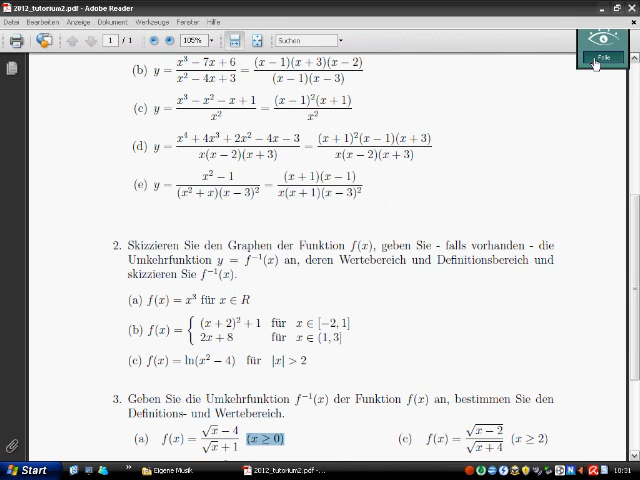 2012_tutorium2.pdf - Adobe Reader
Datei Bearbeiten Anzeige Dokument Werkzeuge Fenster Hilfe
1 / 1 105% Suchen
Folie
(b) y = (x³ − 7x + 6)/(x² − 4x + 3) = (x − 1)(x + 3)(x − 2)/((x − 1)(x − 3))
(c) y = (x³ − x² − x + 1)/x² = (x − 1)²(x + 1)/x²
(d) y = (x⁴ + 4x³ + 2x² − 4x − 3)/(x(x − 2)(x + 3)) = (x + 1)²(x − 1)(x + 3)/(x(x − 2)(x + 3))
(e) y = (x² − 1)/((x² + x)(x − 3)²) = (x + 1)(x − 1)/(x(x + 1)(x − 3)²)
2. Skizzieren Sie den Graphen der Funktion f(x), geben Sie - falls vorhanden - die
Umkehrfunktion y = f⁻¹(x) an, deren Wertebereich und Definitionsbereich und
skizzieren Sie f⁻¹(x).
(a) f(x) = x³ für x ∈ R
(b) f(x) = { (x + 2)² + 1 für x ∈ [−2, 1]
2x + 8 für x ∈ (1, 3]
(c) f(x) = ln(x² − 4) für |x| > 2
3. Geben Sie die Umkehrfunktion f⁻¹(x) der Funktion f(x) an, bestimmen Sie den
Definitions- und Wertebereich.
(a) f(x) = (√x − 4)/(√x + 1) (x ≥ 0) (c) f(x) = √(x − 2)/√(x + 4) (x ≥ 2)
Start Eigene Musik 2012_tutorium2.pdf -... 10:31